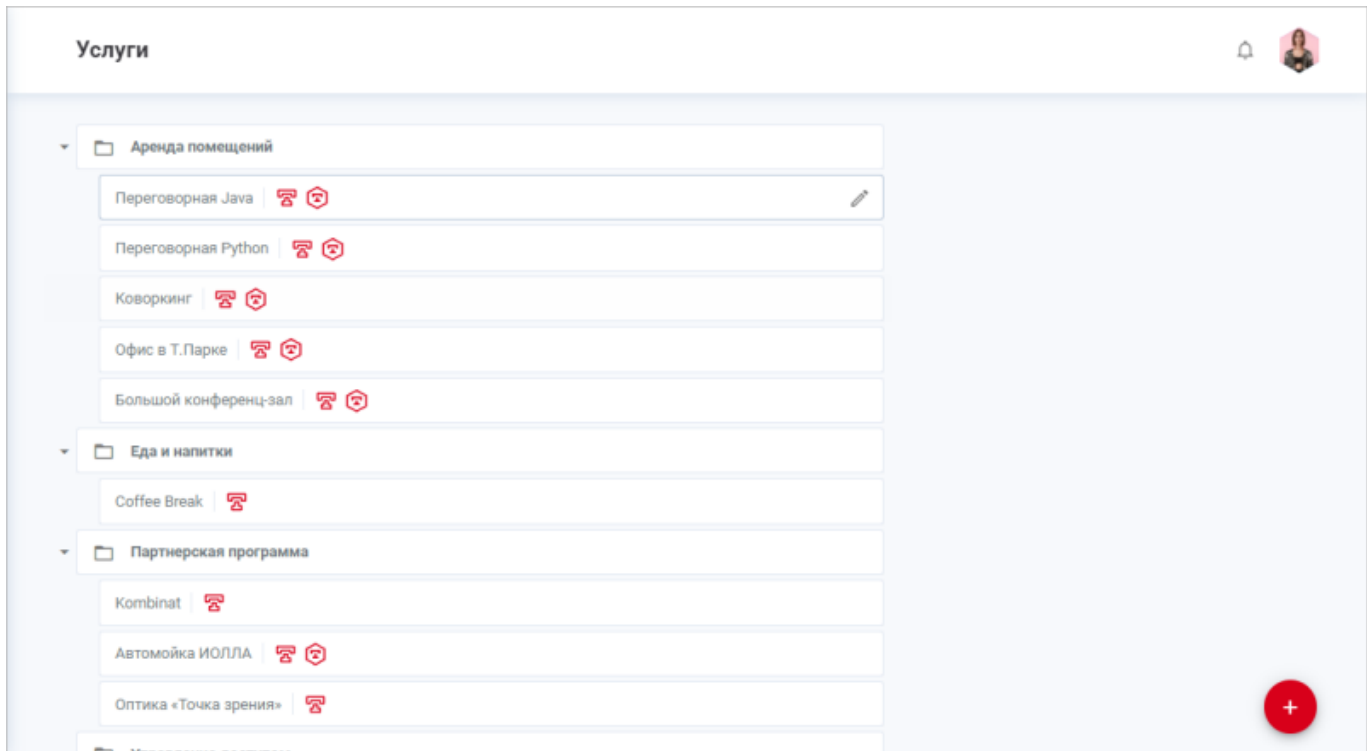 Услуги
Аренда помещений
Переговорная Java
Переговорная Python
Коворкинг
Офис в Т.Парке
Большой конференц-зал
Еда и напитки
Coffee Break
Партнерская программа
Kombinat
Автомойка ИОЛЛА
Оптика «Точка зрения»